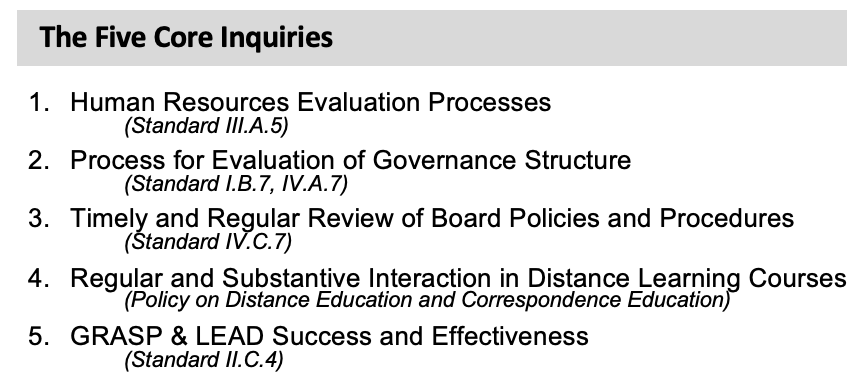 The Five Core Inquiries
1. Human Resources Evaluation Processes
(Standard III.A.5)
2. Process for Evaluation of Governance Structure
(Standard I.B.7, IV.A.7)
3. Timely and Regular Review of Board Policies and Procedures
(Standard IV.C.7)
4. Regular and Substantive Interaction in Distance Learning Courses
(Policy on Distance Education and Correspondence Education)
5. GRASP & LEAD Success and Effectiveness
(Standard II.C.4)